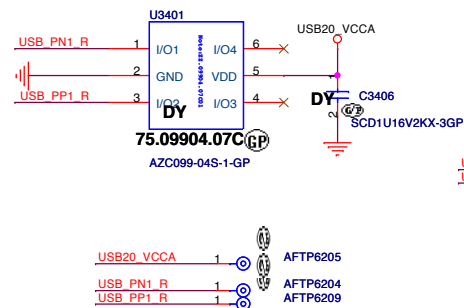 U3401
USB20_VCCA
USB_PN1_R 1 I/O1 I/O4 6
2 GND VDD 5 1
USB_PP1_R 3 I/O2 I/O3 4
DY
DY C3406
2 G/P
SCD1U16V2KX-3GP
75.09904.07C GP
AZC099-04S-1-GP
USB20_VCCA 1 AFTP6205
USB_PN1_R 1 AFTP6204
USB_PP1_R 1 AFTP6209